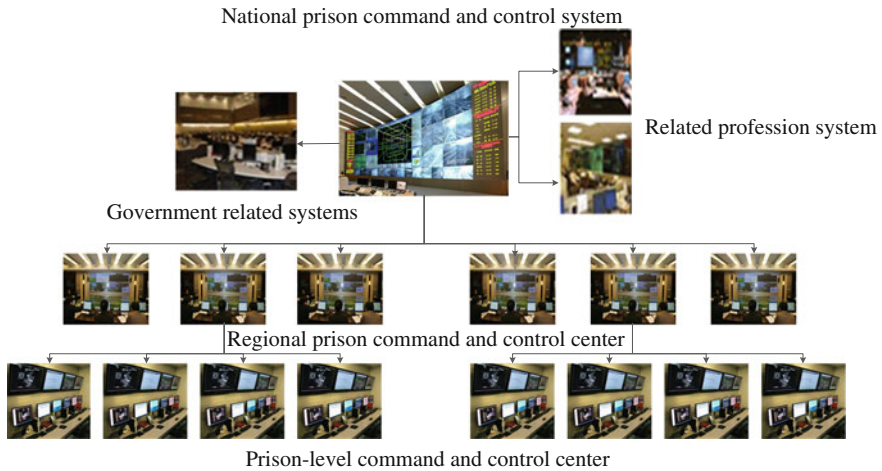 National prison command and control system
Related profession system
Government related systems
Regional prison command and control center
Prison-level command and control center